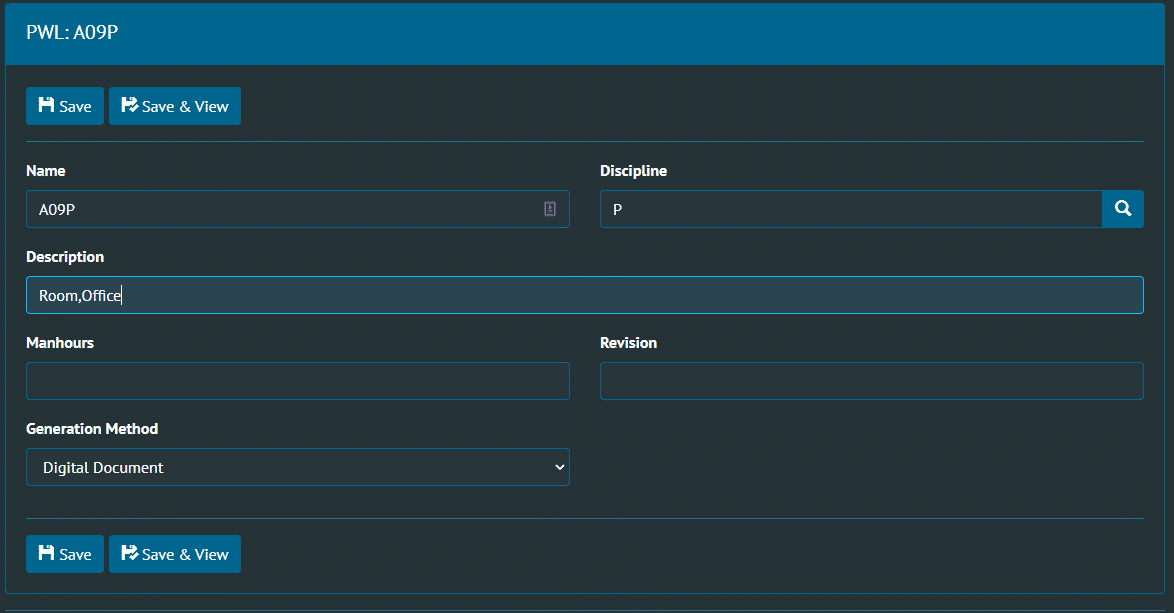 PWL: A09P
Save Save & View
Name Discipline
A09P P
Description
Room,Office
Manhours Revision
Generation Method
Digital Document
Save Save & View